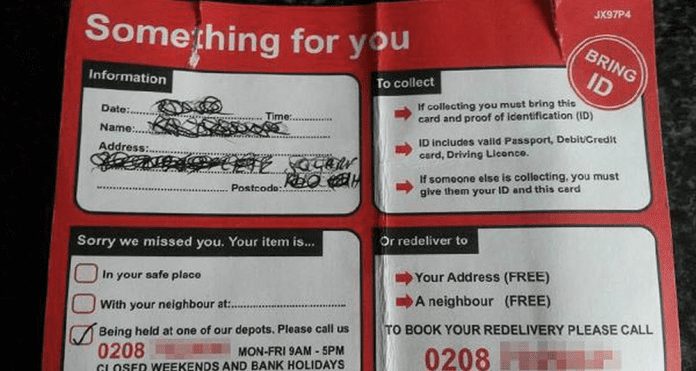 Something for you
JX97P4
BRING
ID
Information
Date:
Time:
Name:
Address:
Postcode:
To collect
If collecting you must bring this
card and proof of identification (ID)
ID includes valid Passport, Debit/Credit
card, Driving Licence.
If someone else is collecting, you must
give them your ID and this card
Sorry we missed you. Your item is...
In your safe place
With your neighbour at:
Being held at one of our depots. Please call us
0208
MON-FRI 9AM - 5PM
CLOSED WEEKENDS AND BANK HOLIDAYS
Or redeliver to
Your Address (FREE)
A neighbour (FREE)
TO BOOK YOUR REDELIVERY PLEASE CALL
0208